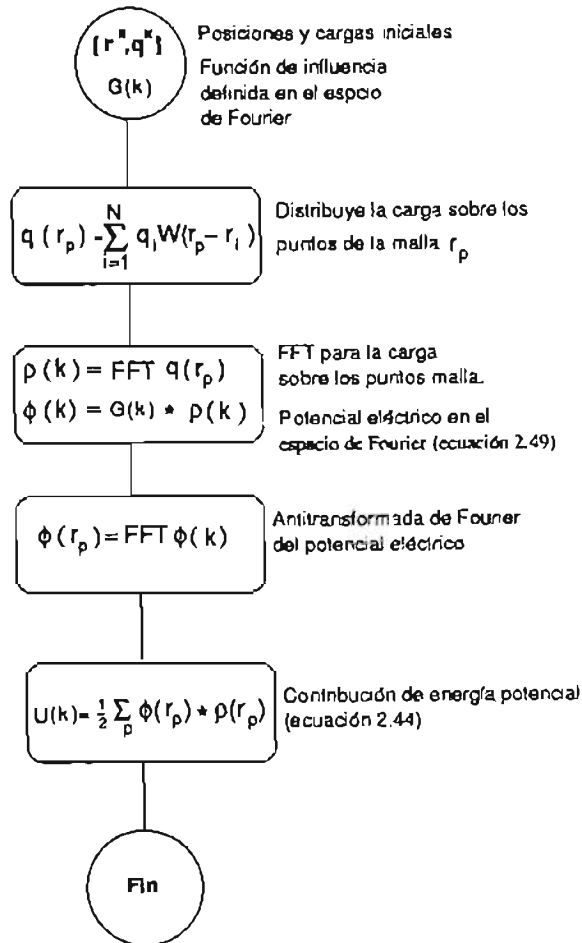 {r^n,q^n}
G(k)
Posiciones y cargas iniciales
Función de influencia
definida en el espcio
de Fourier
q(r_p) - \sum_{i=1}^{N} q_i W(r_p - r_i)
Distribuye la carga sobre los
puntos de la malla r_p
ρ(k) = FFT q(r_p)
ϕ(k) = G(k) * ρ(k)
FFT para la carga
sobre los puntos malla.
Potencial eléctrico en el
espacio de Fourier (ecuación 2.49)
ϕ(r_p) = FFT ϕ(k)
Antitransformada de Fourier
del potencial eléctrico
U(k) = ½ \sum_p ϕ(r_p) * ρ(r_p)
Contribución de energía potencial
(ecuación 2.44)
Fin